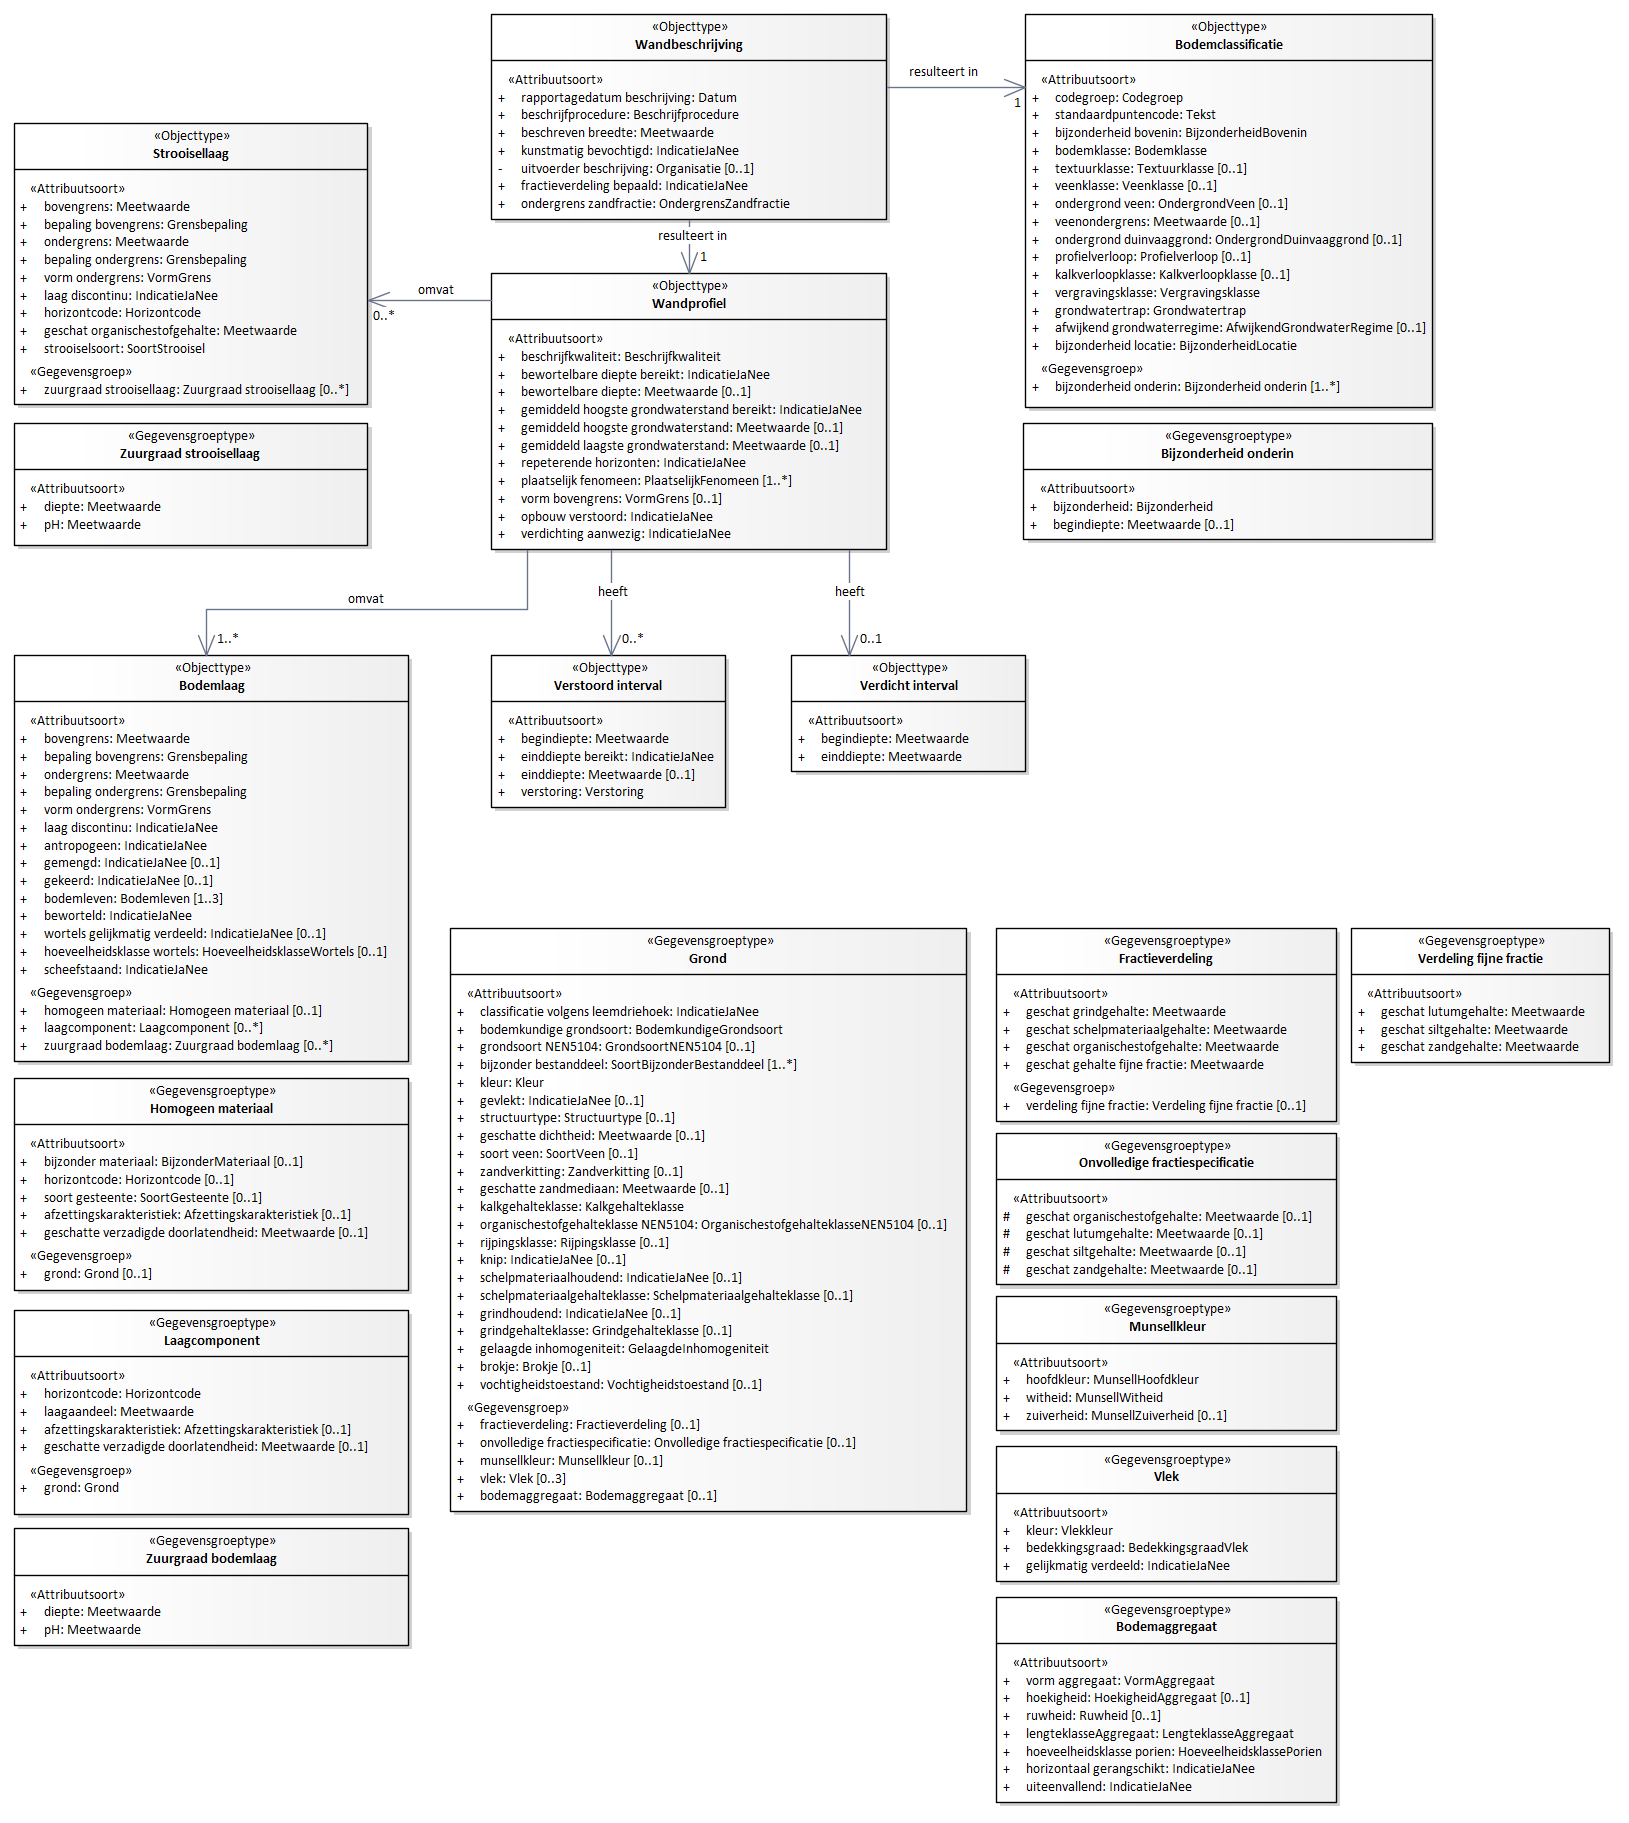 «Objecttype»
Wandbeschrijving
«Attribuutsoort»
+ rapportagedatum beschrijving: Datum
+ beschrijfprocedure: Beschrijfprocedure
+ beschreven breedte: Meetwaarde
+ kunstmatig bevochtigd: IndicatieJaNee
- uitvoerder beschrijving: Organisatie [0..1]
+ fractieverdeling bepaald: IndicatieJaNee
+ ondergrens zandfractie: OndergrensZandfractie
resulteert in
1
«Objecttype»
Bodemclassificatie
«Attribuutsoort»
+ codegroep: Codegroep
+ standaardpuntencode: Tekst
+ bijzonderheid bovenin: BijzonderheidBovenin
+ bodemklasse: Bodemklasse
+ textuurklasse: Textuurklasse [0..1]
+ veenklasse: Veenklasse [0..1]
+ ondergrond veen: OndergrondVeen [0..1]
+ veenondergrens: Meetwaarde [0..1]
+ ondergrond duinvaaggrond: OndergrondDuinvaaggrond [0..1]
+ profielverloop: Profielverloop [0..1]
+ kalkverloopklasse: Kalkverloopklasse [0..1]
+ vergravingsklasse: Vergravingsklasse
+ grondwatertrap: Grondwatertrap
+ afwijkend grondwaterregime: AfwijkendGrondwaterRegime [0..1]
+ bijzonderheid locatie: BijzonderheidLocatie
«Gegevensgroep»
+ bijzonderheid onderin: Bijzonderheid onderin [1..*]
«Objecttype»
Strooisellaag
«Attribuutsoort»
+ bovengrens: Meetwaarde
+ bepaling bovengrens: Grensbepaling
+ ondergrens: Meetwaarde
+ bepaling ondergrens: Grensbepaling
+ vorm ondergrens: VormGrens
+ laag discontinu: IndicatieJaNee
+ horizontcode: Horizontcode
+ geschat organischestofgehalte: Meetwaarde
+ strooiselsoort: SoortStrooisel
«Gegevensgroep»
+ zuurgraad strooisellaag: Zuurgraad strooisellaag [0..*]
resulteert in
1
omvat
0..*
«Objecttype»
Wandprofiel
«Attribuutsoort»
+ beschrijfkwaliteit: Beschrijfkwaliteit
+ bewortelbare diepte bereikt: IndicatieJaNee
+ bewortelbare diepte: Meetwaarde [0..1]
+ gemiddeld hoogste grondwaterstand bereikt: IndicatieJaNee
+ gemiddeld hoogste grondwaterstand: Meetwaarde [0..1]
+ gemiddeld laagste grondwaterstand: Meetwaarde [0..1]
+ repeterende horizonten: IndicatieJaNee
+ plaatselijk fenomeen: PlaatselijkFenomeen [1..*]
+ vorm bovengrens: VormGrens [0..1]
+ opbouw verstoord: IndicatieJaNee
+ verdichting aanwezig: IndicatieJaNee
«Gegevensgroeptype»
Zuurgraad strooisellaag
«Attribuutsoort»
+ diepte: Meetwaarde
+ pH: Meetwaarde
«Gegevensgroeptype»
Bijzonderheid onderin
«Attribuutsoort»
+ bijzonderheid: Bijzonderheid
+ begindiepte: Meetwaarde [0..1]
omvat
1..*
heeft
0..*
heeft
0..1
«Objecttype»
Bodemlaag
«Attribuutsoort»
+ bovengrens: Meetwaarde
+ bepaling bovengrens: Grensbepaling
+ ondergrens: Meetwaarde
+ bepaling ondergrens: Grensbepaling
+ vorm ondergrens: VormGrens
+ laag discontinu: IndicatieJaNee
+ antropogeen: IndicatieJaNee
+ gemengd: IndicatieJaNee [0..1]
+ gekeerd: IndicatieJaNee [0..1]
+ bodemleven: Bodemleven [1..3]
+ beworteld: IndicatieJaNee
+ wortels gelijkmatig verdeeld: IndicatieJaNee [0..1]
+ hoeveelheidsklasse wortels: HoeveelheidsklasseWortels [0..1]
+ scheefstaand: IndicatieJaNee
«Gegevensgroep»
+ homogeen materiaal: Homogeen materiaal [0..1]
+ laagcomponent: Laagcomponent [0..*]
+ zuurgraad bodemlaag: Zuurgraad bodemlaag [0..*]
«Objecttype»
Verstoord interval
«Attribuutsoort»
+ begindiepte: Meetwaarde
+ einddiepte bereikt: IndicatieJaNee
+ einddiepte: Meetwaarde [0..1]
+ verstoring: Verstoring
«Objecttype»
Verdicht interval
«Attribuutsoort»
+ begindiepte: Meetwaarde
+ einddiepte: Meetwaarde
«Gegevensgroeptype»
Homogeen materiaal
«Attribuutsoort»
+ bijzonder materiaal: BijzonderMateriaal [0..1]
+ horizontcode: Horizontcode [0..1]
+ soort gesteente: SoortGesteente [0..1]
+ afzettingskarakteristiek: Afzettingskarakteristiek [0..1]
+ geschatte verzadigde doorlatendheid: Meetwaarde [0..1]
«Gegevensgroep»
+ grond: Grond [0..1]
«Gegevensgroeptype»
Laagcomponent
«Attribuutsoort»
+ horizontcode: Horizontcode
+ laagaandeel: Meetwaarde
+ afzettingskarakteristiek: Afzettingskarakteristiek [0..1]
+ geschatte verzadigde doorlatendheid: Meetwaarde [0..1]
«Gegevensgroep»
+ grond: Grond
«Gegevensgroeptype»
Zuurgraad bodemlaag
«Attribuutsoort»
+ diepte: Meetwaarde
+ pH: Meetwaarde
«Gegevensgroeptype»
Grond
«Attribuutsoort»
+ classificatie volgens leemdriehoek: IndicatieJaNee
+ bodemkundige grondsoort: BodemkundigeGrondsoort
+ grondsoort NEN5104: GrondsoortNEN5104 [0..1]
+ bijzonder bestanddeel: SoortBijzonderBestanddeel [1..*]
+ kleur: Kleur
+ gevlekt: IndicatieJaNee [0..1]
+ structuurtype: Structuurtype [0..1]
+ geschatte dichtheid: Meetwaarde [0..1]
+ soort veen: SoortVeen [0..1]
+ zandverkitting: Zandverkitting [0..1]
+ geschatte zandmediaan: Meetwaarde [0..1]
+ kalkgehalteklasse: Kalkgehalteklasse
+ organischestofgehalteklasse NEN5104: OrganischestofgehalteklasseNEN5104 [0..1]
+ rijpingsklasse: Rijpingsklasse [0..1]
+ knip: IndicatieJaNee [0..1]
+ schelpmateriaalhoudend: IndicatieJaNee [0..1]
+ schelpmateriaalgehalteklasse: Schelpmateriaalgehalteklasse [0..1]
+ grindhoudend: IndicatieJaNee [0..1]
+ grindgehalteklasse: Grindgehalteklasse [0..1]
+ gelaagde inhomogeniteit: GelaagdeInhomogeniteit
+ brokje: Brokje [0..1]
+ vochtigheidstoestand: Vochtigheidstoestand [0..1]
«Gegevensgroep»
+ fractieverdeling: Fractieverdeling [0..1]
+ onvolledige fractiespecificatie: Onvolledige fractiespecificatie [0..1]
+ munsellkleur: Munsellkleur [0..1]
+ vlek: Vlek [0..3]
+ bodemaggregaat: Bodemaggregaat [0..1]
«Gegevensgroeptype»
Fractieverdeling
«Attribuutsoort»
+ geschat grindgehalte: Meetwaarde
+ geschat schelpmateriaalgehalte: Meetwaarde
+ geschat organischestofgehalte: Meetwaarde
+ geschat gehalte fijne fractie: Meetwaarde
«Gegevensgroep»
+ verdeling fijne fractie: Verdeling fijne fractie [0..1]
«Gegevensgroeptype»
Verdeling fijne fractie
«Attribuutsoort»
+ geschat lutumgehalte: Meetwaarde
+ geschat siltgehalte: Meetwaarde
+ geschat zandgehalte: Meetwaarde
«Gegevensgroeptype»
Onvolledige fractiespecificatie
«Attribuutsoort»
# geschat organischestofgehalte: Meetwaarde [0..1]
# geschat lutumgehalte: Meetwaarde [0..1]
# geschat siltgehalte: Meetwaarde [0..1]
# geschat zandgehalte: Meetwaarde [0..1]
«Gegevensgroeptype»
Munsellkleur
«Attribuutsoort»
+ hoofdkleur: MunsellHoofdkleur
+ witheid: MunsellWitheid
+ zuiverheid: MunsellZuiverheid [0..1]
«Gegevensgroeptype»
Vlek
«Attribuutsoort»
+ kleur: Vlekkleur
+ bedekkingsgraad: BedekkingsgraadVlek
+ gelijkmatig verdeeld: IndicatieJaNee
«Gegevensgroeptype»
Bodemaggregaat
«Attribuutsoort»
+ vorm aggregaat: VormAggregaat
+ hoekigheid: HoekigheidAggregaat [0..1]
+ ruwheid: Ruwheid [0..1]
+ lengteklasseAggregaat: LengteklasseAggregaat
+ hoeveelheidsklasse porien: HoeveelheidsklassePorien
+ horizontaal gerangschikt: IndicatieJaNee
+ uiteenvallend: IndicatieJaNee